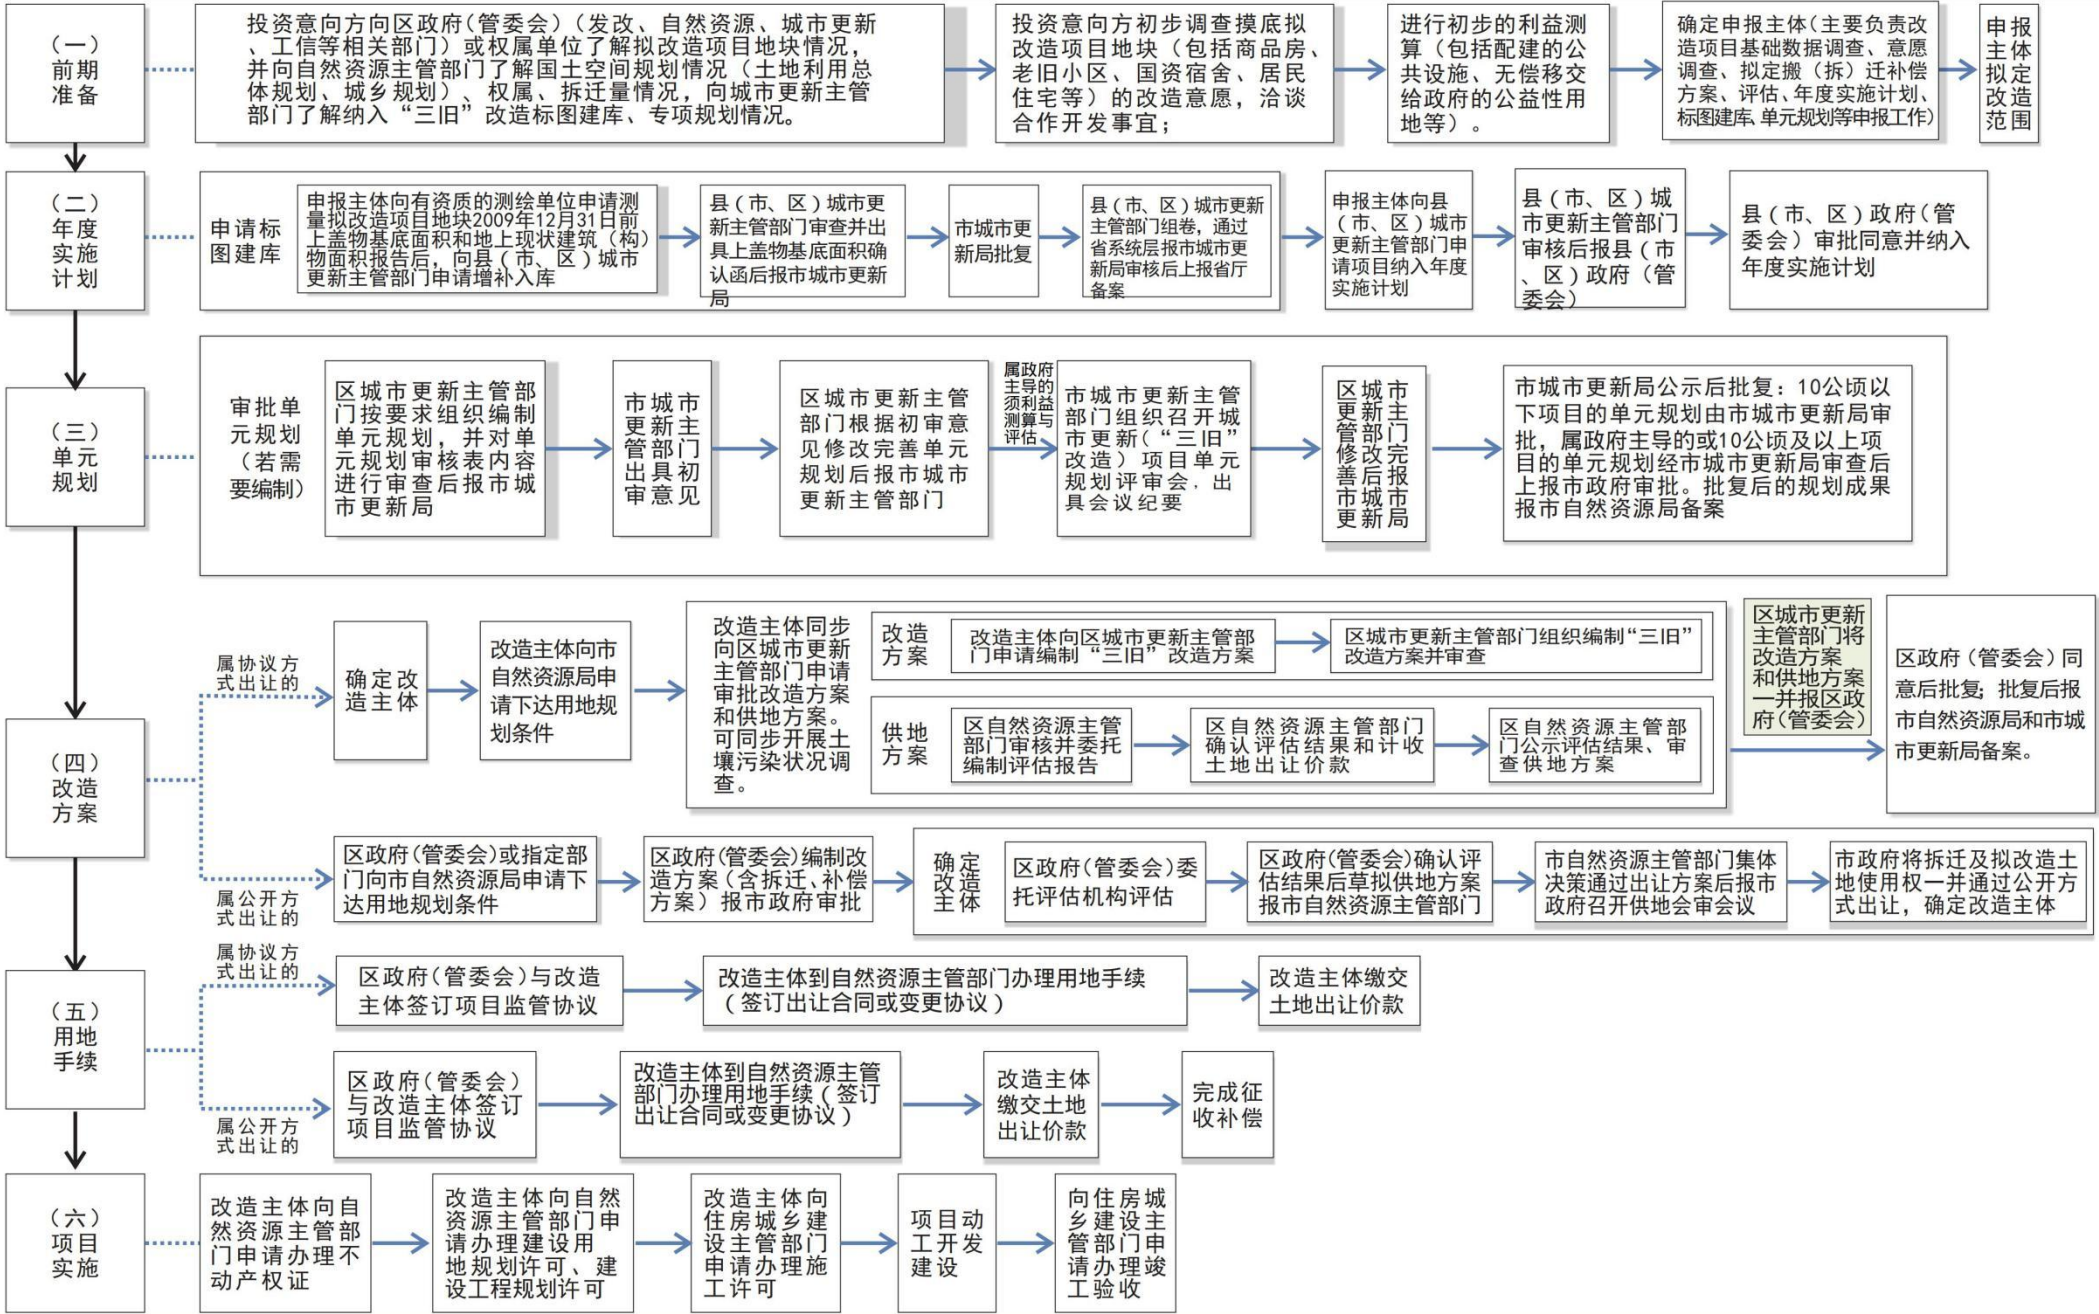 （一）
前期
准备
投资意向方向区政府(管委会)（发改、自然资源、城市更新
、工信等相关部门）或权属单位了解拟改造项目地块情况，
并向自然资源主管部门了解国土空间规划情况（土地利用总
体规划、城乡规划）、权属、拆迁量情况，向城市更新主管
部门了解纳入“三旧”改造标图建库、专项规划情况。
投资意向方初步调查摸底拟
改造项目地块（包括商品房、
老旧小区、国资宿舍、居民
住宅等）的改造意愿，洽谈
合作开发事宜；
进行初步的利益测
算（包括配建的公
共设施、无偿移交
给政府的公益性用
地等）。
确定申报主体(主要负责改
造项目基础数据调查、意愿
调查、拟定搬（拆）迁补偿
方案、评估、年度实施计划、
标图建库、单元规划等申报工作)
申报
主体
拟定
改造
范围
（二）
年度
实施
计划
申请标
图建库
申报主体向有资质的测绘单位申请测
量拟改造项目地块2009年12月31日前
上盖物基底面积和地上现状建筑（构）
物面积报告后，向县（市、区）城市
更新主管部门申请增补入库
县（市、区）城市更
新主管部门审查并出
具上盖物基底面积确
认函后报市城市更新
局
市城市更
新局批复
县（市、区）城市更新
主管部门组卷，通过
省系统层报市城市更
新局审核后上报省厅
备案
申报主体向县
（市、区）城市
更新主管部门申
请项目纳入年度
实施计划
县（市、区）城
市更新主管部门
审核后报县（市
、区）政府（管
委会）
县（市、区）政府（管
委会）审批同意并纳入
年度实施计划
（三）
单元
规划
审批单
元规划
（若需
要编制）
区城市更新主管部
门按要求组织编制
单元规划，并对单
元规划审核表内容
进行审查后报市城
市更新局
市城市
更新主
管部门
出具初
审意见
区城市更新主管
部门根据初审意
见修改完善单元
规划后报市城市
更新主管部门
属政府
主导的
须利益
测算与
评估
市城市更新主管
部门组织召开城
市更新(“三旧”
改造）项目单元
规划评审会，出
具会议纪要
区城市
更新主
管部门
修改完
善后报
市城市
更新局
市城市更新局公示后批复：10公顷以
下项目的单元规划由市城市更新局审
批，属政府主导的或10公顷及以上项
目的单元规划经市城市更新局审查后
上报市政府审批。批复后的规划成果
报市自然资源局备案
（四）
改造
方案
属协议方
式出让的
确定改
造主体
改造主体向市
自然资源局申
请下达用地规
划条件
改造主体同步
向区城市更新
主管部门申请
审批改造方案
和供地方案。
可同步开展土
壤污染状况调
查。
改造
方案
改造主体向区城市更新主管部
门申请编制“三旧”改造方案
区城市更新主管部门组织编制“三旧”
改造方案并审查
供地
方案
区自然资源主管
部门审核并委托
编制评估报告
区自然资源主管部门
确认评估结果和计收
土地出让价款
区自然资源主管部
门公示评估结果、审
查供地方案
区城市更新
主管部门将
改造方案
和供地方案
一并报区政
府(管委会)
区政府（管委会）同
意后批复；批复后报
市自然资源局和市城
市更新局备案。
属公开方
式出让的
区政府(管委会)或指定部
门向市自然资源局申请下
达用地规划条件
区政府(管委会)编制改
造方案（含拆迁、补偿
方案）报市政府审批
确定
改造
主体
区政府(管委会)委
托评估机构评估
区政府(管委会)确认评
估结果后草拟供地方案
报市自然资源主管部门
市自然资源主管部门集体
决策通过出让方案后报市
政府召开供地会审会议
市政府将拆迁及拟改造土
地使用权一并通过公开方
式出让，确定改造主体
（五）
用地
手续
属协议方
式出让的
区政府(管委会)与改造
主体签订项目监管协议
改造主体到自然资源主管部门办理用地手续
（签订出让合同或变更协议）
改造主体缴交
土地出让价款
属公开方
式出让的
区政府(管委会)
与改造主体签订
项目监管协议
改造主体到自然资源主管
部门办理用地手续（签订
出让合同或变更协议）
改造主体
缴交土地
出让价款
完成征
收补偿
（六）
项目
实施
改造主体向自
然资源主管部
门申请办理不
动产权证
改造主体向自然
资源主管部门申
请办理建设用
地规划许可、建
设工程规划许可
改造主体向
住房城乡建
设主管部门
申请办理施
工许可
项目动
工开发
建设
向住房城
乡建设主
管部门申
请办理竣
工验收